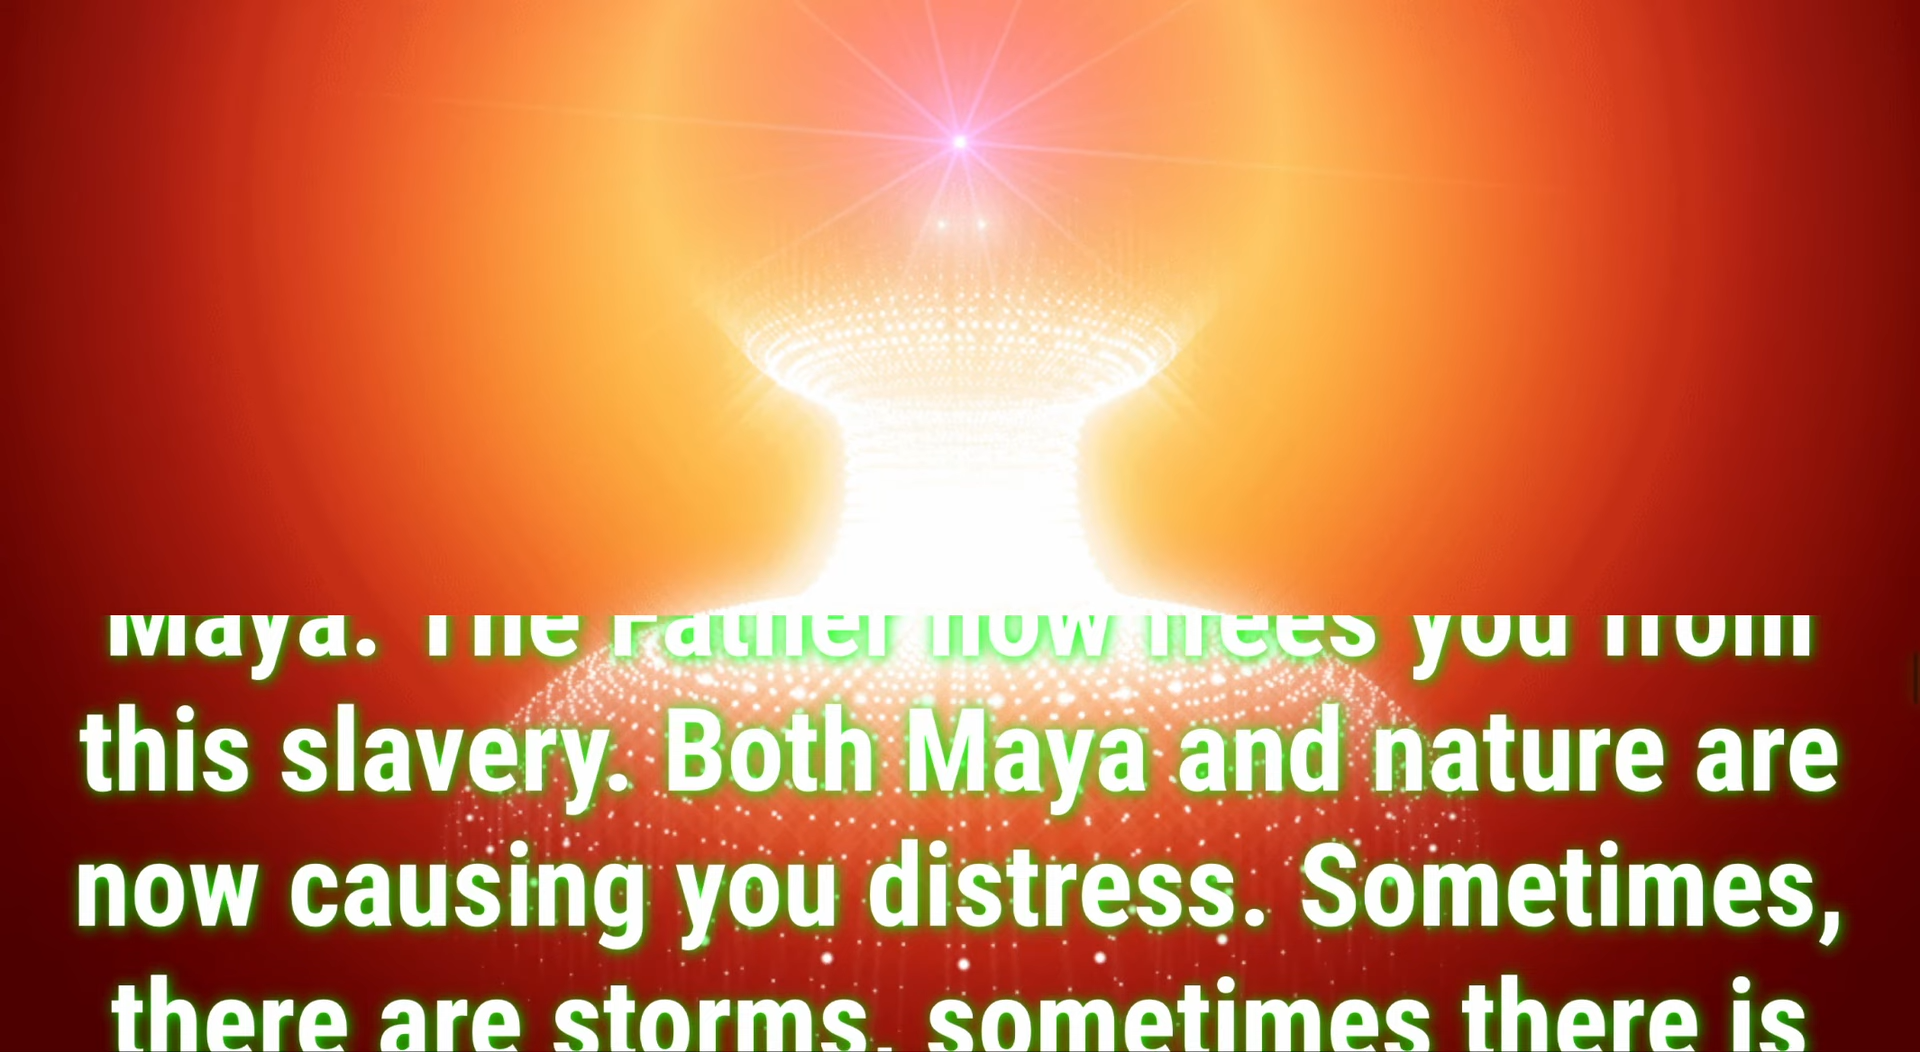 Maya. The Father now frees you from
this slavery. Both Maya and nature are
now causing you distress. Sometimes,
there are storms, sometimes there is